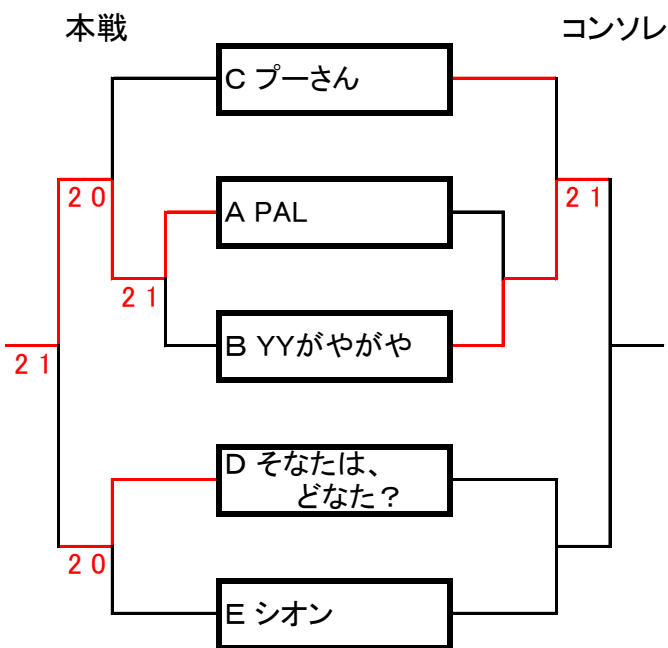 本戦
コンソレ
C プーさん
２０
A PAL
２１
２１
B YYがやがや
２１
D そなたは、
どなた？
２０
E シオン